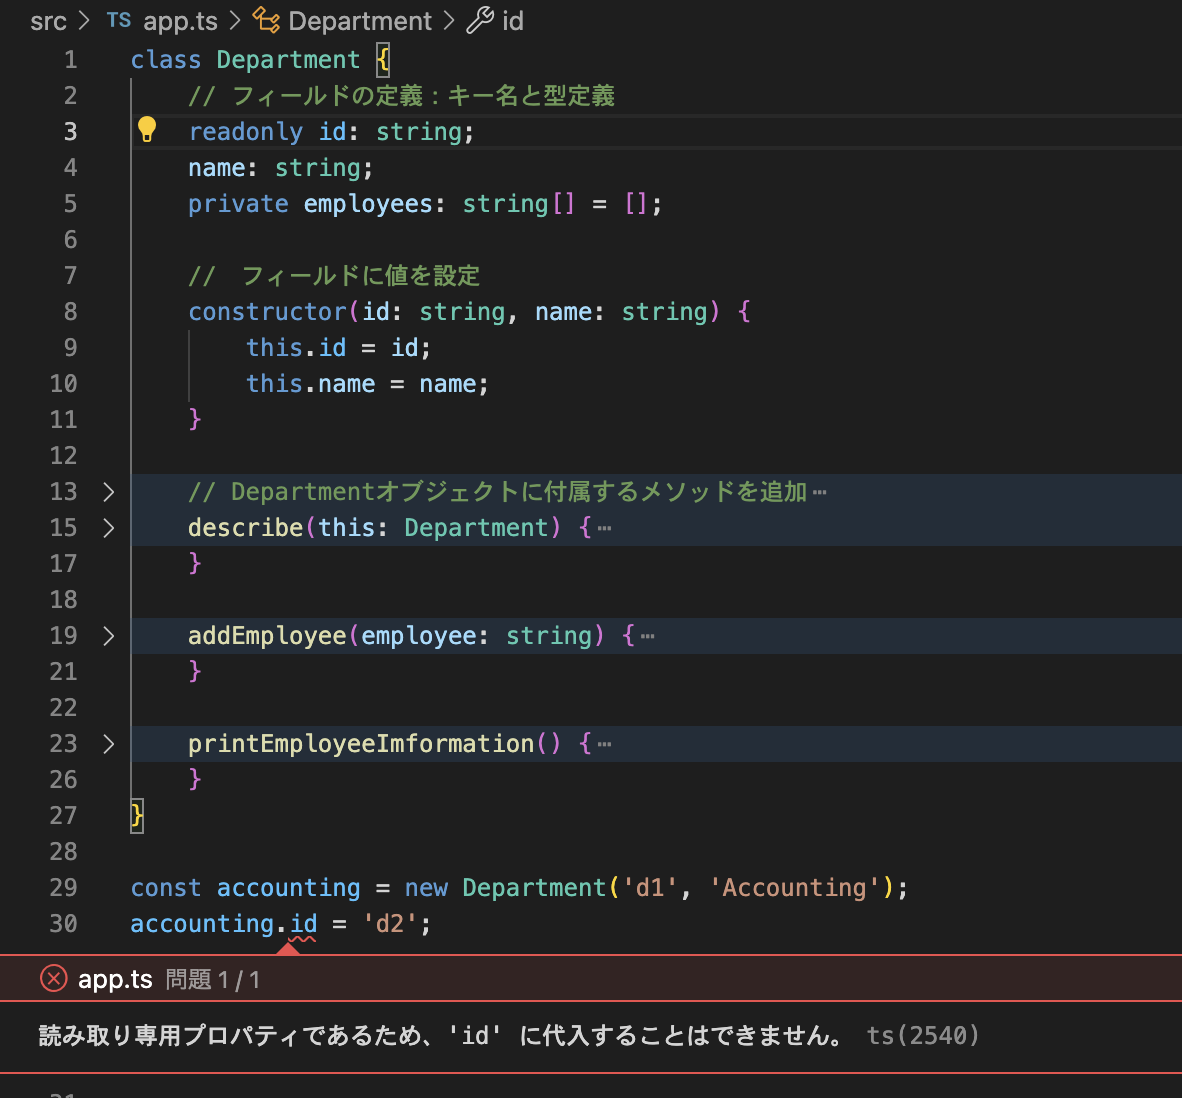 src > TS app.ts > Department > id
1 class Department {
2 // フィールドの定義：キー名と型定義
3 readonly id: string;
4 name: string;
5 private employees: string[] = [];
6
7 //　フィールドに値を設定
8 constructor(id: string, name: string) {
9 this.id = id;
10 this.name = name;
11 }
12
13 // Departmentオブジェクトに付属するメソッドを追加…
15 describe(this: Department) {…
17 }
18
19 addEmployee(employee: string) {…
21 }
22
23 printEmployeeImformation() {…
26 }
27 }
28
29 const accounting = new Department('d1', 'Accounting');
30 accounting.id = 'd2';
app.ts 問題 1 / 1
読み取り専用プロパティであるため、'id' に代入することはできません。 ts(2540)